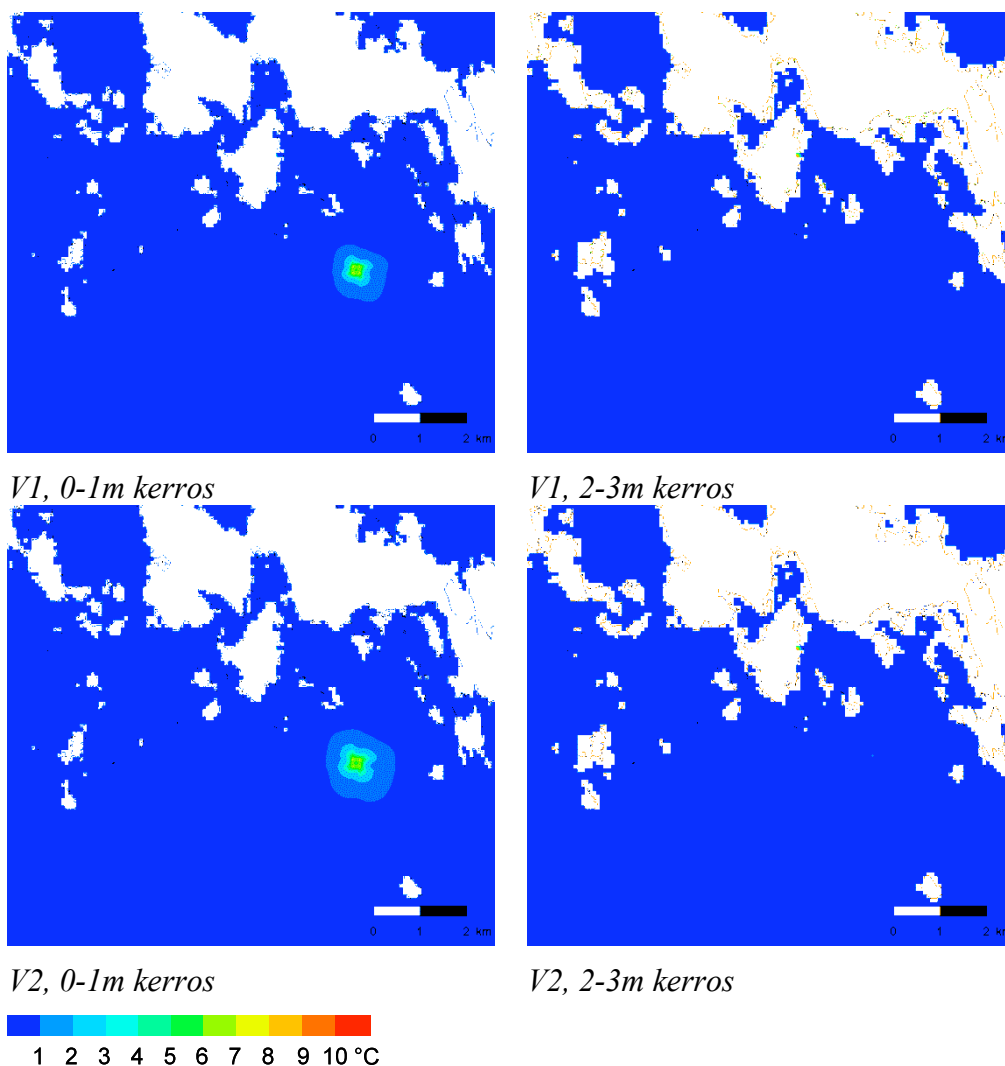 0 1 2 km
0 1 2 km
V1, 0-1m kerros
V1, 2-3m kerros
0 1 2 km
0 1 2 km
V2, 0-1m kerros
V2, 2-3m kerros
1 2 3 4 5 6 7 8 9 10 °C